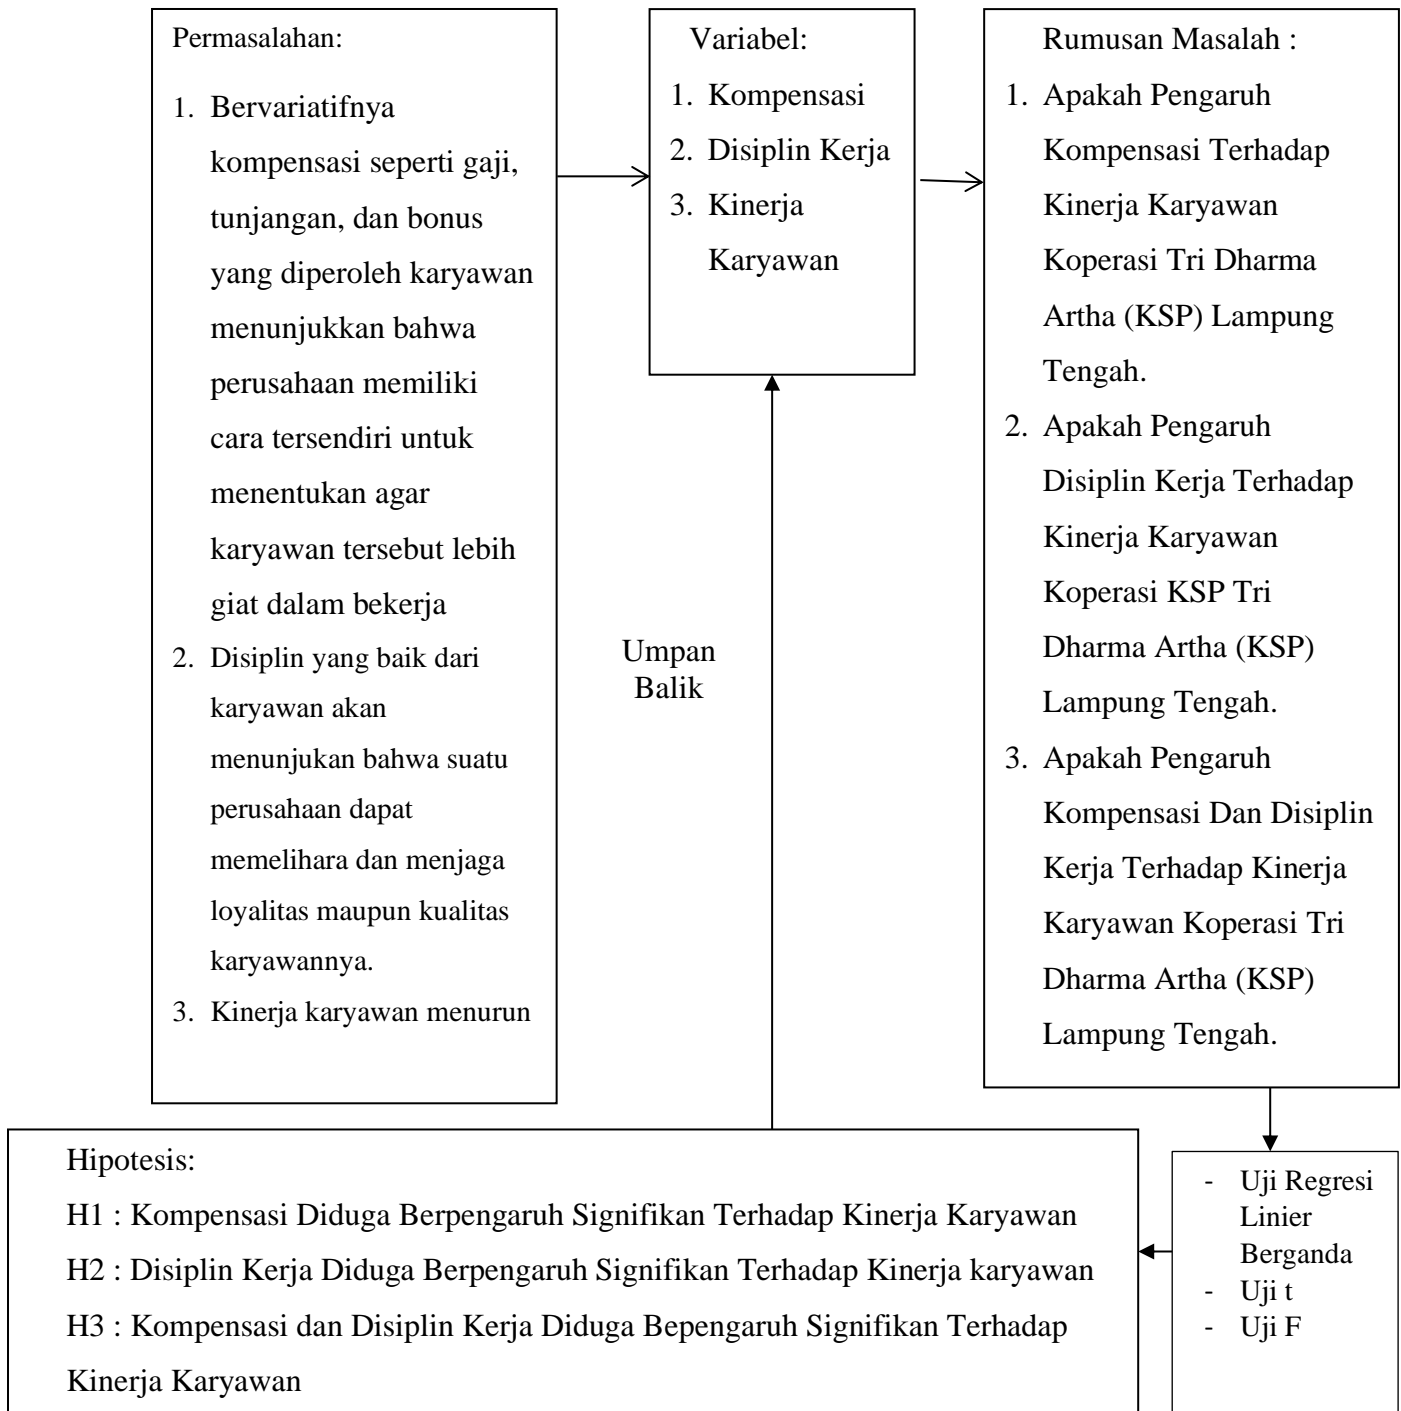 Permasalahan:
1. Bervariatifnya
kompensasi seperti gaji,
tunjangan, dan bonus
yang diperoleh karyawan
menunjukkan bahwa
perusahaan memiliki
cara tersendiri untuk
menentukan agar
karyawan tersebut lebih
giat dalam bekerja
2. Disiplin yang baik dari
karyawan akan
menunjukan bahwa suatu
perusahaan dapat
memelihara dan menjaga
loyalitas maupun kualitas
karyawannya.
3. Kinerja karyawan menurun
Variabel:
1. Kompensasi
2. Disiplin Kerja
3. Kinerja
Karyawan
Rumusan Masalah :
1. Apakah Pengaruh
Kompensasi Terhadap
Kinerja Karyawan
Koperasi Tri Dharma
Artha (KSP) Lampung
Tengah.
2. Apakah Pengaruh
Disiplin Kerja Terhadap
Kinerja Karyawan
Koperasi KSP Tri
Dharma Artha (KSP)
Lampung Tengah.
3. Apakah Pengaruh
Kompensasi Dan Disiplin
Kerja Terhadap Kinerja
Karyawan Koperasi Tri
Dharma Artha (KSP)
Lampung Tengah.
Umpan
Balik
- Uji Regresi
Linier
Berganda
- Uji t
- Uji F
Hipotesis:
H1 : Kompensasi Diduga Berpengaruh Signifikan Terhadap Kinerja Karyawan
H2 : Disiplin Kerja Diduga Berpengaruh Signifikan Terhadap Kinerja karyawan
H3 : Kompensasi dan Disiplin Kerja Diduga Bepengaruh Signifikan Terhadap
Kinerja Karyawan